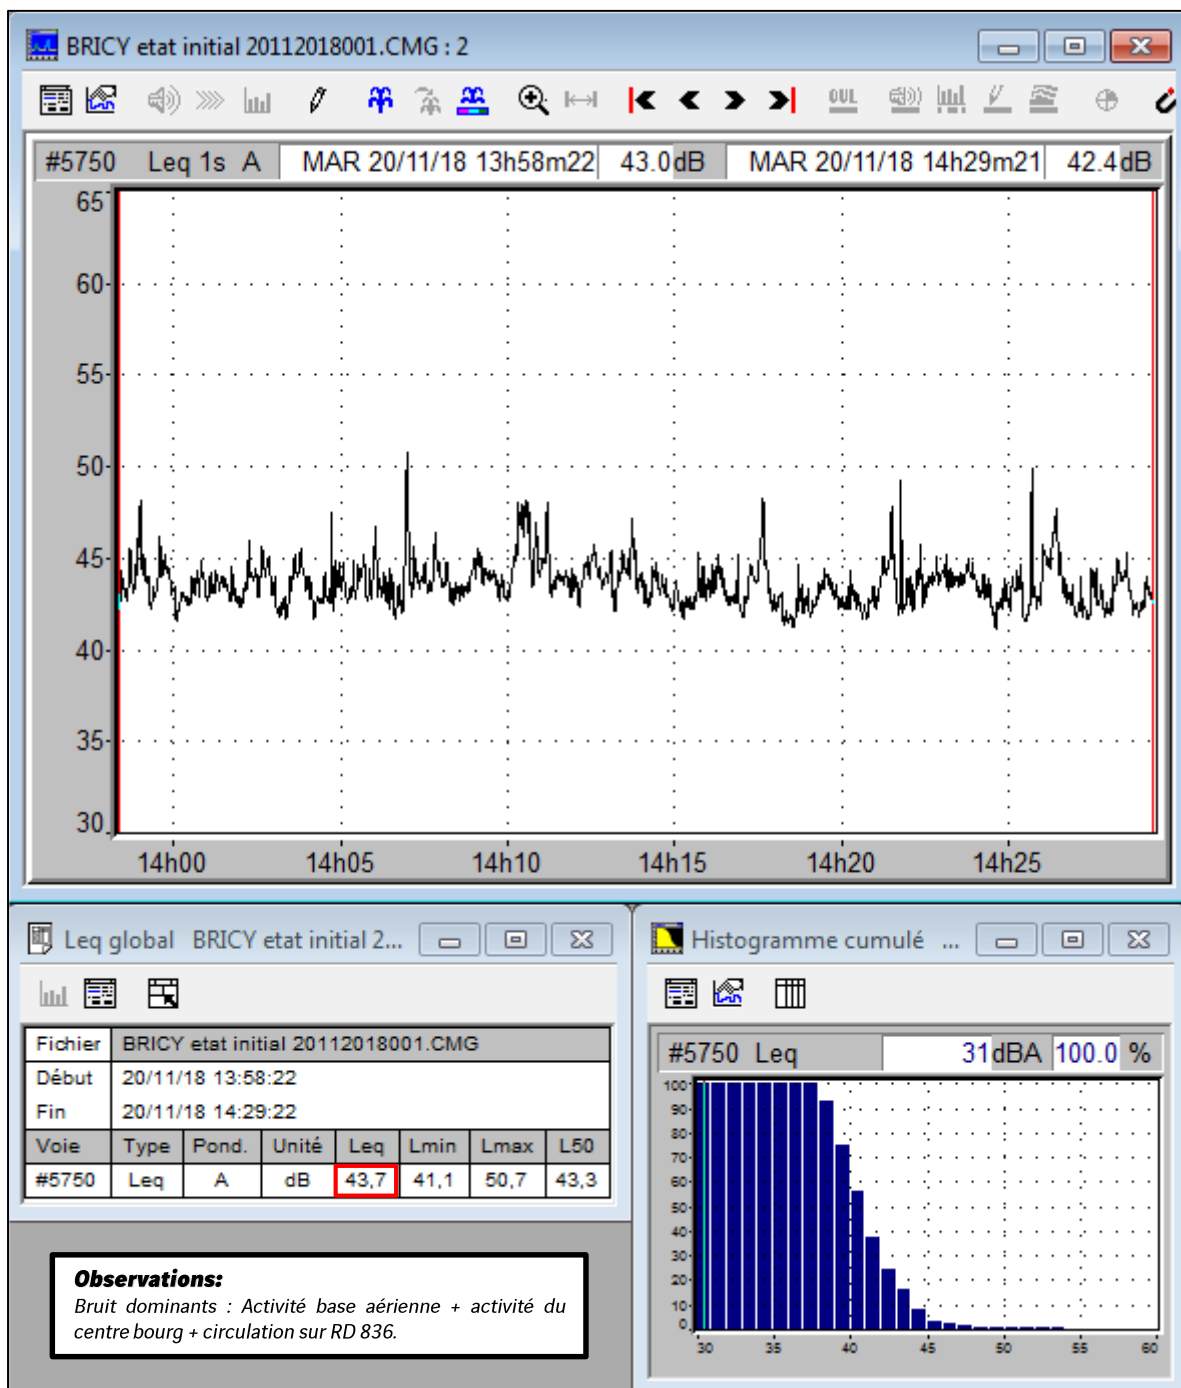 BRICY etat initial 20112018001.CMG : 2
OVL
#5750 Leq 1s A MAR 20/11/18 13h58m22 43.0dB MAR 20/11/18 14h29m21 42.4dB
65
60
55
50
45
40
35
30
14h00 14h05 14h10 14h15 14h20 14h25
Leq global BRICY etat initial 2...
Fichier BRICY etat initial 20112018001.CMG
Début 20/11/18 13:58:22
Fin 20/11/18 14:29:22
Voie Type Pond. Unité Leq Lmin Lmax L50
#5750 Leq A dB 43,7 41,1 50,7 43,3
Observations:
Bruit dominants : Activité base aérienne + activité du
centre bourg + circulation sur RD 836.
Histogramme cumulé ...
#5750 Leq 31dBA 100.0 %
100
90
80
70
60
50
40
30
20
10
0
30 35 40 45 50 55 60